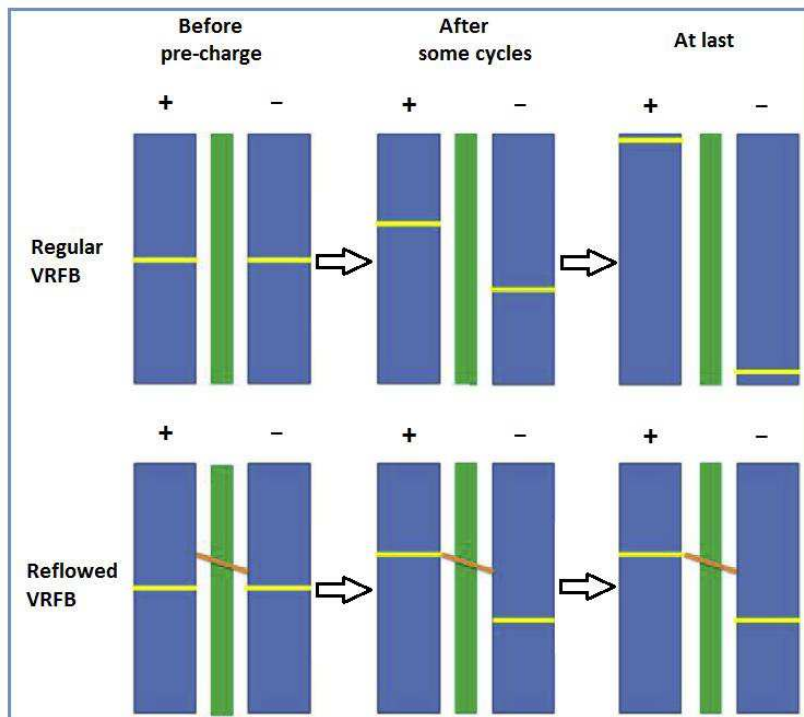 Before
pre-charge
After
some cycles
At last
+ − + − + −
Regular
VRFB
+ − + − + −
Reflowed
VRFB